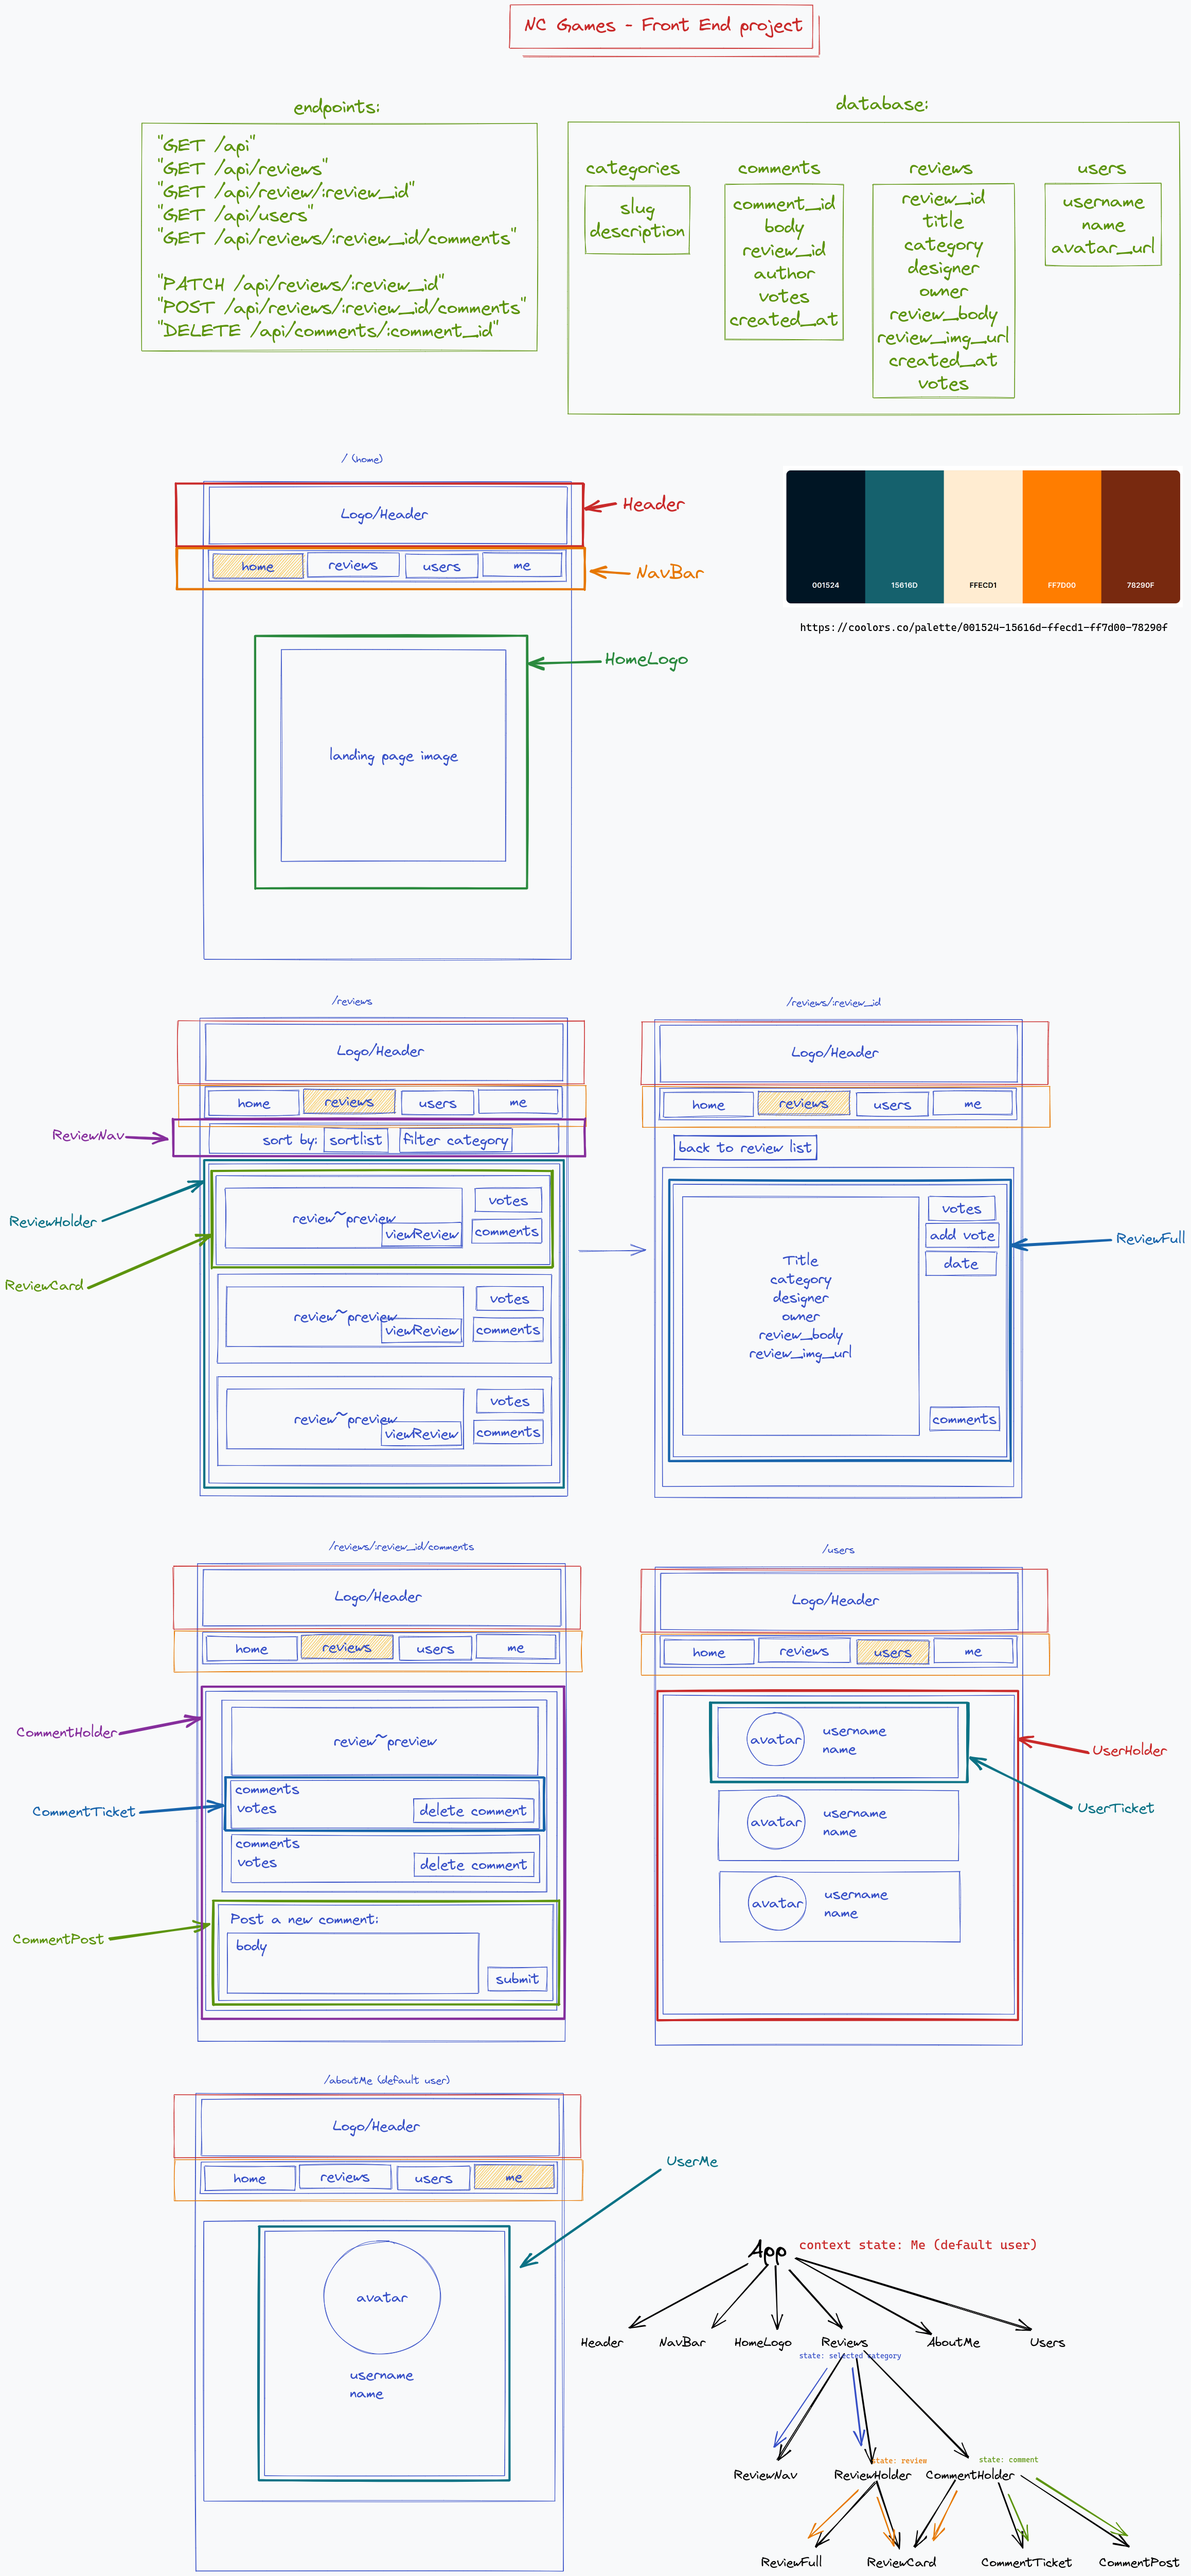 NC Games - Front End project
endpoints:
"GET /api"
"GET /api/reviews"
"GET /api/review/:review_id"
"GET /api/users"
"GET /api/reviews/:review_id/comments"
"PATCH /api/reviews/:review_id"
"POST /api/reviews/:review_id/comments"
"DELETE /api/comments/:comment_id"
database:
categories
slug
description
comments
comment_id
body
review_id
author
votes
created_at
reviews
review_id
title
category
designer
owner
review_body
review_img_url
created_at
votes
users
username
name
avatar_url
/ (home)
Logo/Header
Header
home
reviews
users
me
NavBar
HomeLogo
landing page image
001524
15616D
FFECD1
FF7D00
78290F
https://coolors.co/palette/001524-15616d-ffecd1-ff7d00-78290f
/reviews
Logo/Header
home
reviews
users
me
ReviewNav
sort by:
sortlist
filter category
ReviewHolder
ReviewCard
review~preview
viewReview
votes
comments
review~preview
viewReview
votes
comments
review~preview
viewReview
votes
comments
/reviews/:review_id
Logo/Header
home
reviews
users
me
back to review list
Title
category
designer
owner
review_body
review_img_url
votes
add vote
date
comments
ReviewFull
/reviews/:review_id/comments
Logo/Header
home
reviews
users
me
CommentHolder
review~preview
CommentTicket
comments
votes
delete comment
comments
votes
delete comment
CommentPost
Post a new comment:
body
submit
/users
Logo/Header
home
reviews
users
me
avatar
username
name
avatar
username
name
avatar
username
name
UserHolder
UserTicket
/aboutMe (default user)
Logo/Header
home
reviews
users
me
UserMe
avatar
username
name
App
context state: Me (default user)
Header
NavBar
HomeLogo
Reviews
AboutMe
Users
state: selected category
state: review
state: comment
ReviewNav
ReviewHolder
CommentHolder
ReviewFull
ReviewCard
CommentTicket
CommentPost